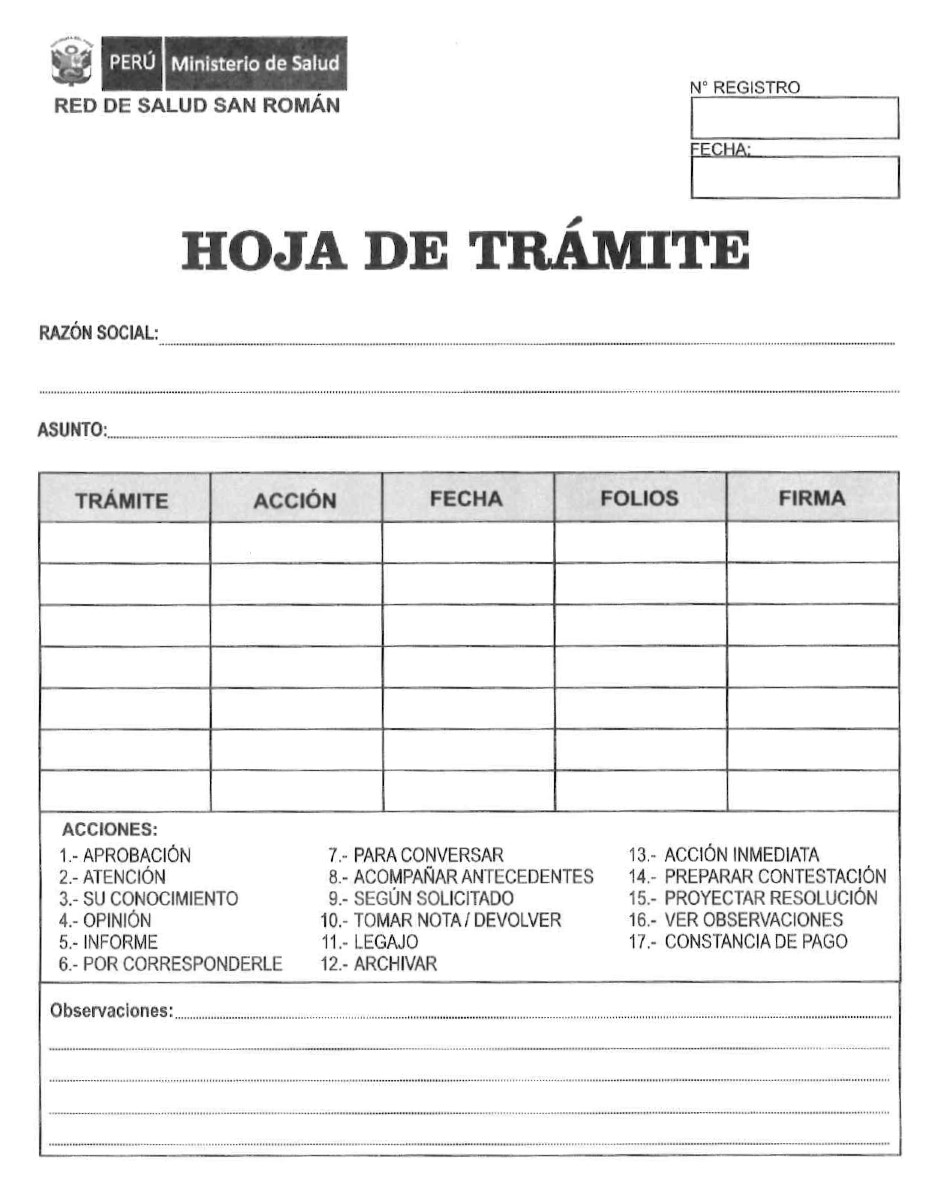 PERÚ Ministerio de Salud
RED DE SALUD SAN ROMÁN
N° REGISTRO
FECHA:
HOJA DE TRÁMITE
RAZÓN SOCIAL:
ASUNTO:
TRÁMITE ACCIÓN FECHA FOLIOS FIRMA
ACCIONES:
1.- APROBACIÓN
2.- ATENCIÓN
3.- SU CONOCIMIENTO
4.- OPINIÓN
5.- INFORME
6.- POR CORRESPONDERLE
7.- PARA CONVERSAR
8.- ACOMPAÑAR ANTECEDENTES
9.- SEGÚN SOLICITADO
10.- TOMAR NOTA / DEVOLVER
11.- LEGAJO
12.- ARCHIVAR
13.- ACCIÓN INMEDIATA
14.- PREPARAR CONTESTACIÓN
15.- PROYECTAR RESOLUCIÓN
16.- VER OBSERVACIONES
17.- CONSTANCIA DE PAGO
Observaciones: